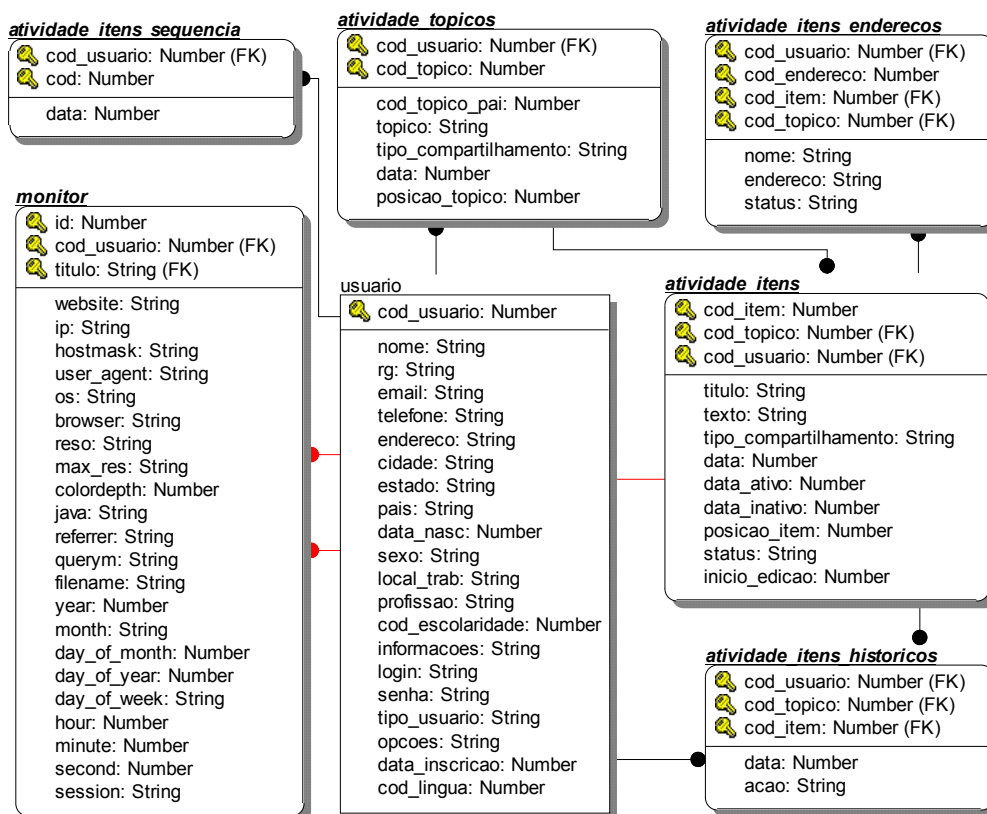 atividade_itens_sequencia
cod_usuario: Number (FK)
cod: Number
data: Number
atividade_topicos
cod_usuario: Number (FK)
cod_topico: Number
cod_topico_pai: Number
topico: String
tipo_compartilhamento: String
data: Number
posicao_topico: Number
atividade_itens_enderecos
cod_usuario: Number (FK)
cod_endereco: Number
cod_item: Number (FK)
cod_topico: Number (FK)
nome: String
endereco: String
status: String
monitor
id: Number
cod_usuario: Number (FK)
titulo: String (FK)
website: String
ip: String
hostmask: String
user_agent: String
os: String
browser: String
reso: String
max_res: String
colordepth: Number
java: String
referrer: String
querym: String
filename: String
year: Number
month: String
day_of_month: Number
day_of_year: Number
day_of_week: String
hour: Number
minute: Number
second: Number
session: String
usuario
cod_usuario: Number
nome: String
rg: String
email: String
telefone: String
endereco: String
cidade: String
estado: String
pais: String
data_nasc: Number
sexo: String
local_trab: String
profissao: String
cod_escolaridade: Number
informacoes: String
login: String
senha: String
tipo_usuario: String
opcoes: String
data_inscricao: Number
cod_lingua: Number
atividade_itens
cod_item: Number
cod_topico: Number (FK)
cod_usuario: Number (FK)
titulo: String
texto: String
tipo_compartilhamento: String
data: Number
data_ativo: Number
data_inativo: Number
posicao_item: Number
status: String
inicio_edicao: Number
atividade_itens_historicos
cod_usuario: Number (FK)
cod_topico: Number (FK)
cod_item: Number (FK)
data: Number
acao: String